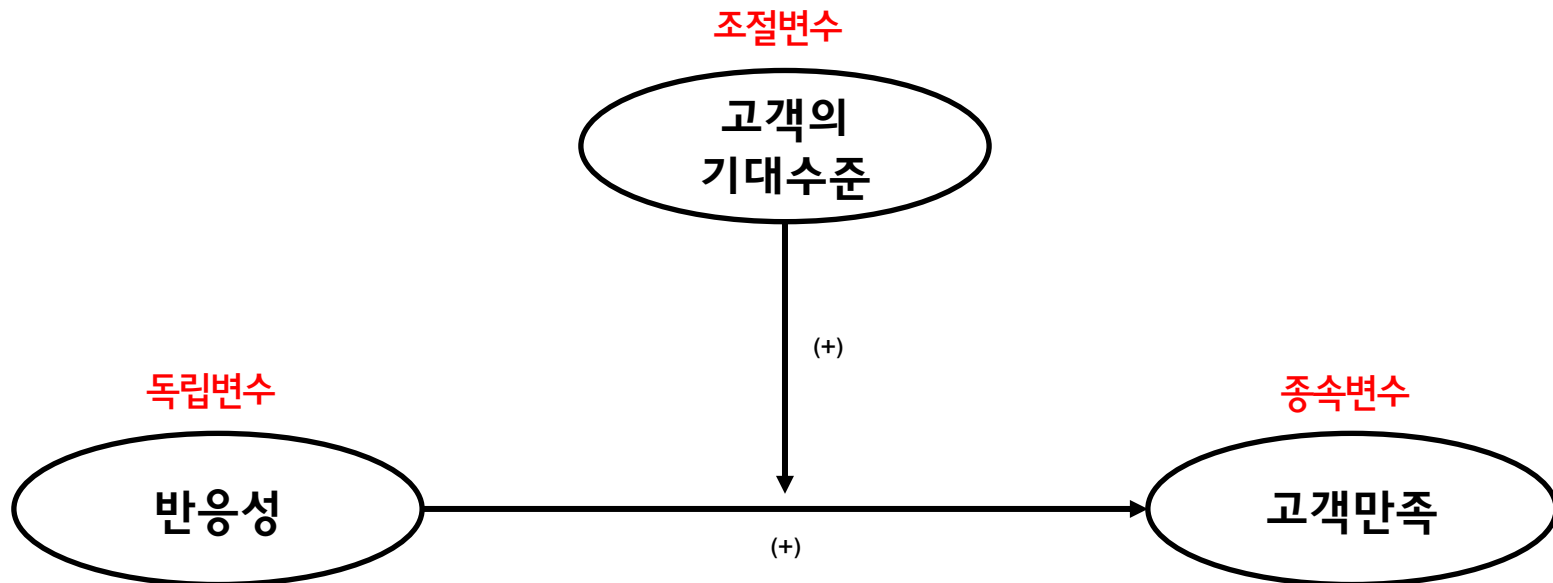 조절변수
고객의
기대수준
(+)
독립변수
종속변수
반응성
고객만족
(+)